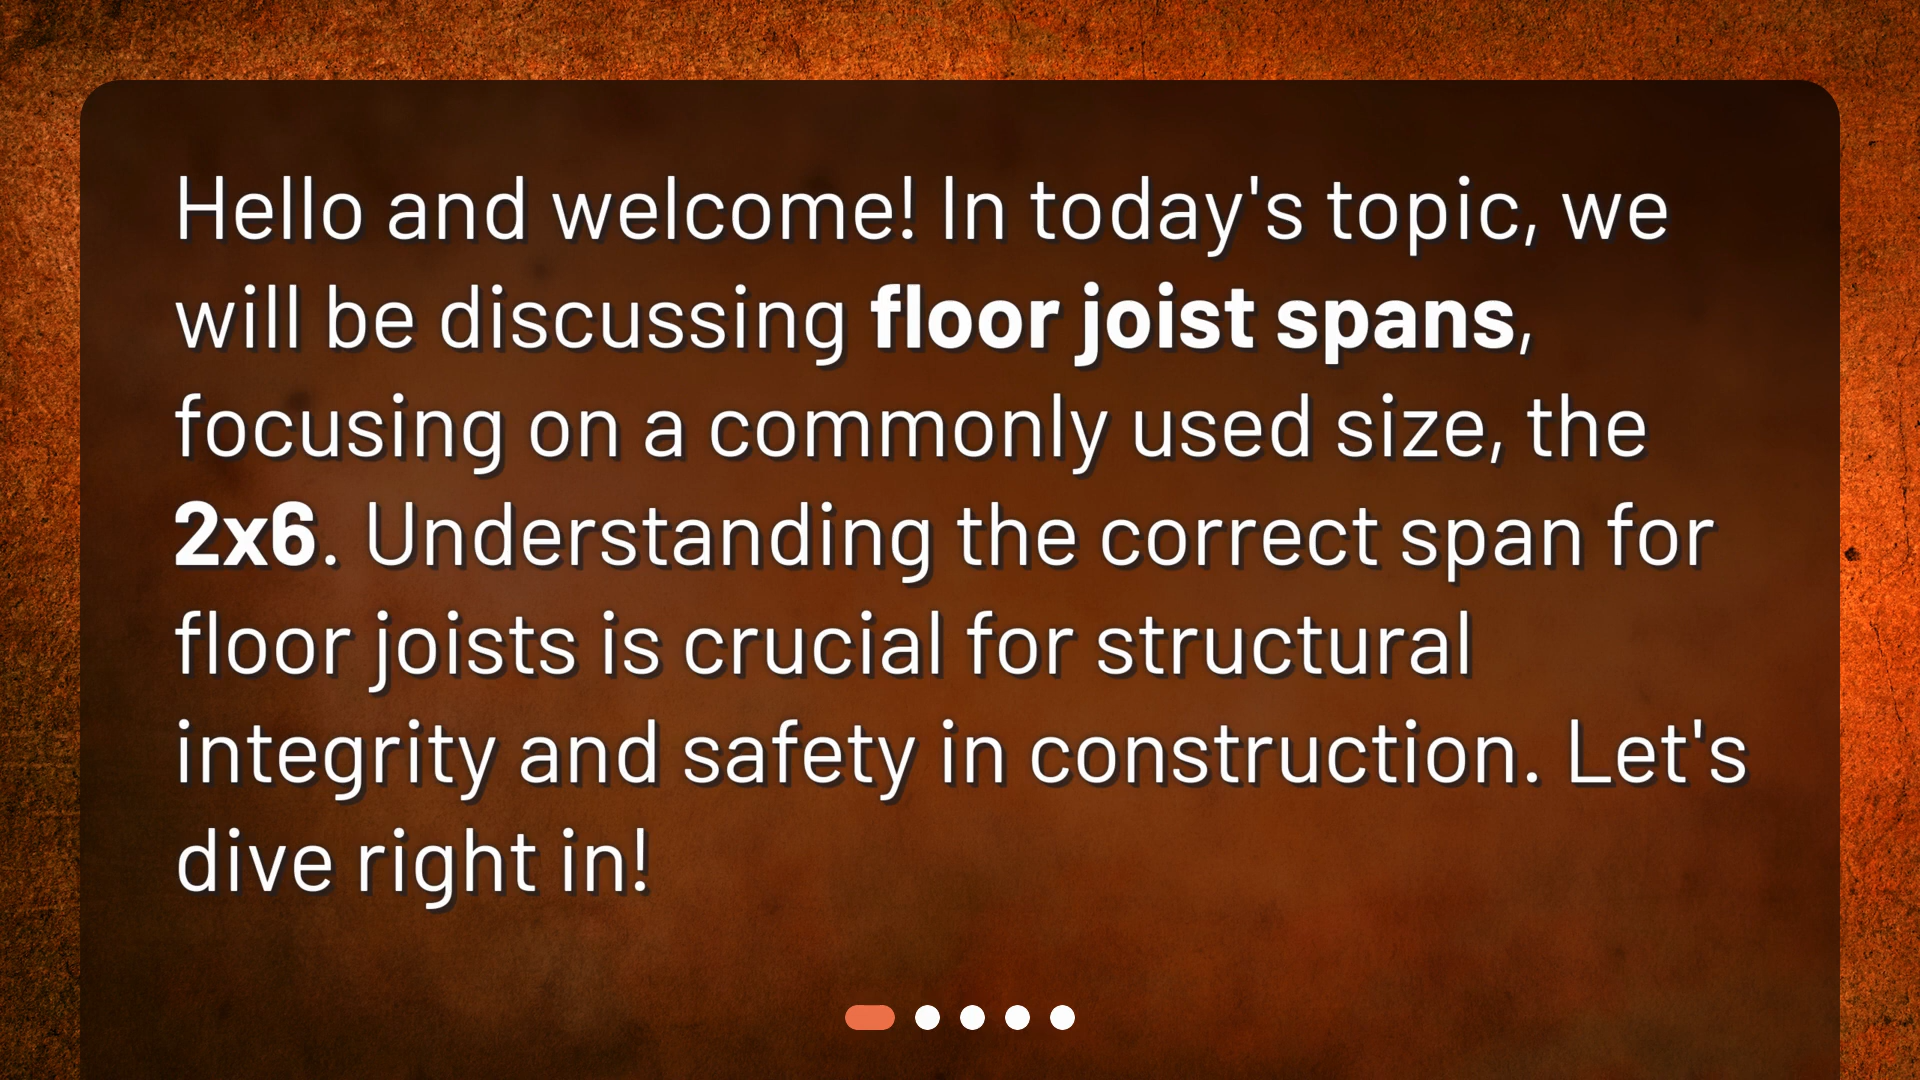 Hello and welcome! In today's topic, we
will be discussing floor joist spans,
focusing on a commonly used size, the
2x6. Understanding the correct span for
floor joists is crucial for structural
integrity and safety in construction. Let's
dive right in!